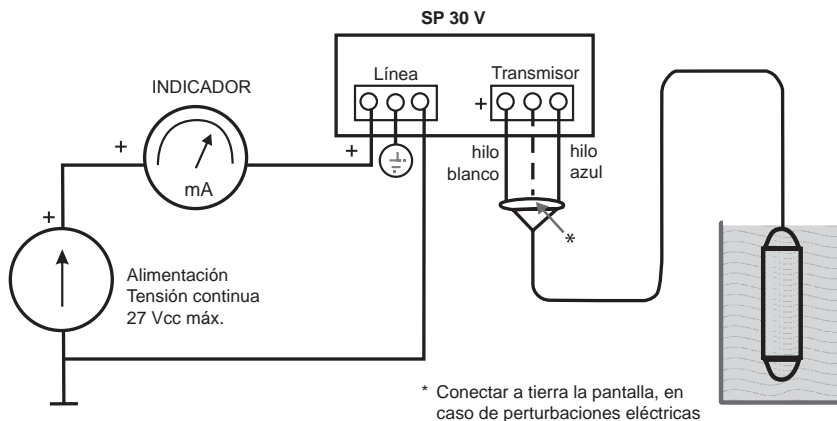 SP 30 V
Línea
Transmisor
INDICADOR
+
+
+
+
mA
hilo
blanco
hilo
azul
*
Alimentación
Tensión continua
27 Vcc máx.
* Conectar a tierra la pantalla, en
caso de perturbaciones eléctricas